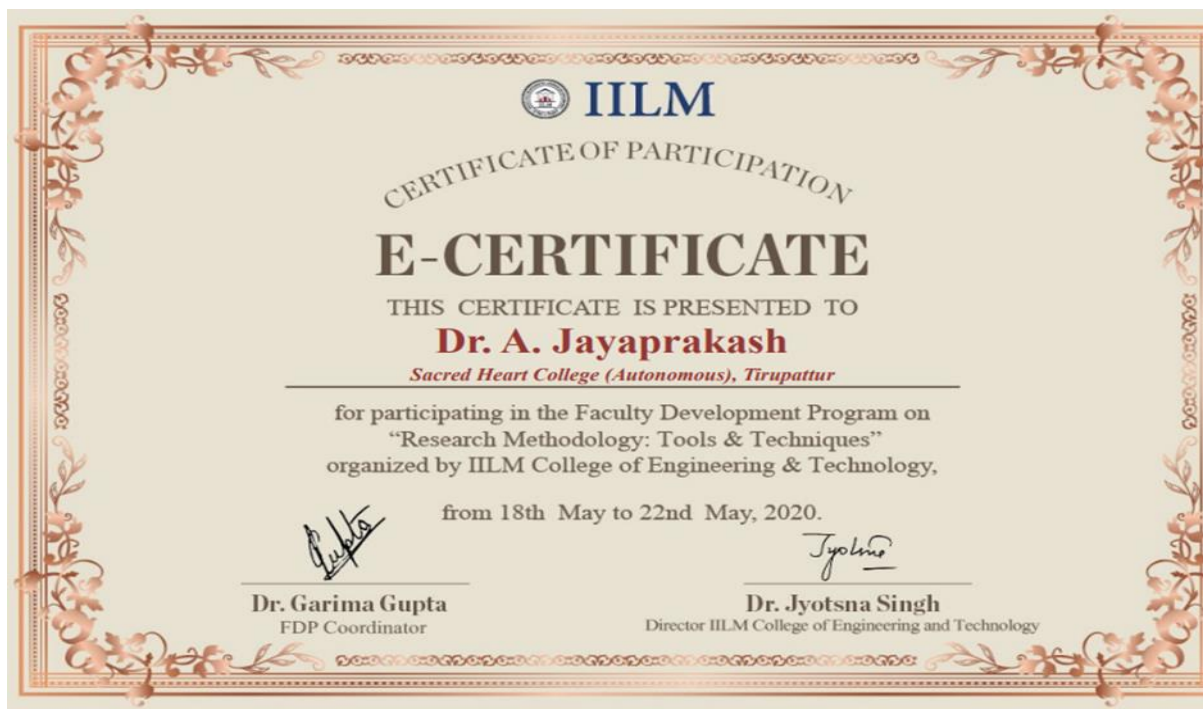 IILM
CERTIFICATE OF PARTICIPATION
E-CERTIFICATE
THIS CERTIFICATE IS PRESENTED TO
Dr. A. Jayaprakash
Sacred Heart College (Autonomous), Tirupattur
for participating in the Faculty Development Program on
“Research Methodology: Tools & Techniques”
organized by IILM College of Engineering & Technology,
from 18th May to 22nd May, 2020.
Gupta
Jyotsna
Dr. Garima Gupta
Dr. Jyotsna Singh
FDP Coordinator
Director IILM College of Engineering and Technology